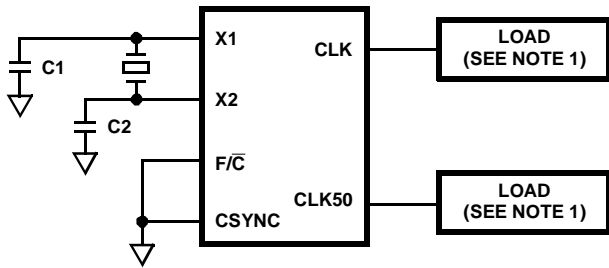 C1
C2
X1
X2
F/C̅
CSYNC
CLK
CLK50
LOAD
(SEE NOTE 1)
LOAD
(SEE NOTE 1)